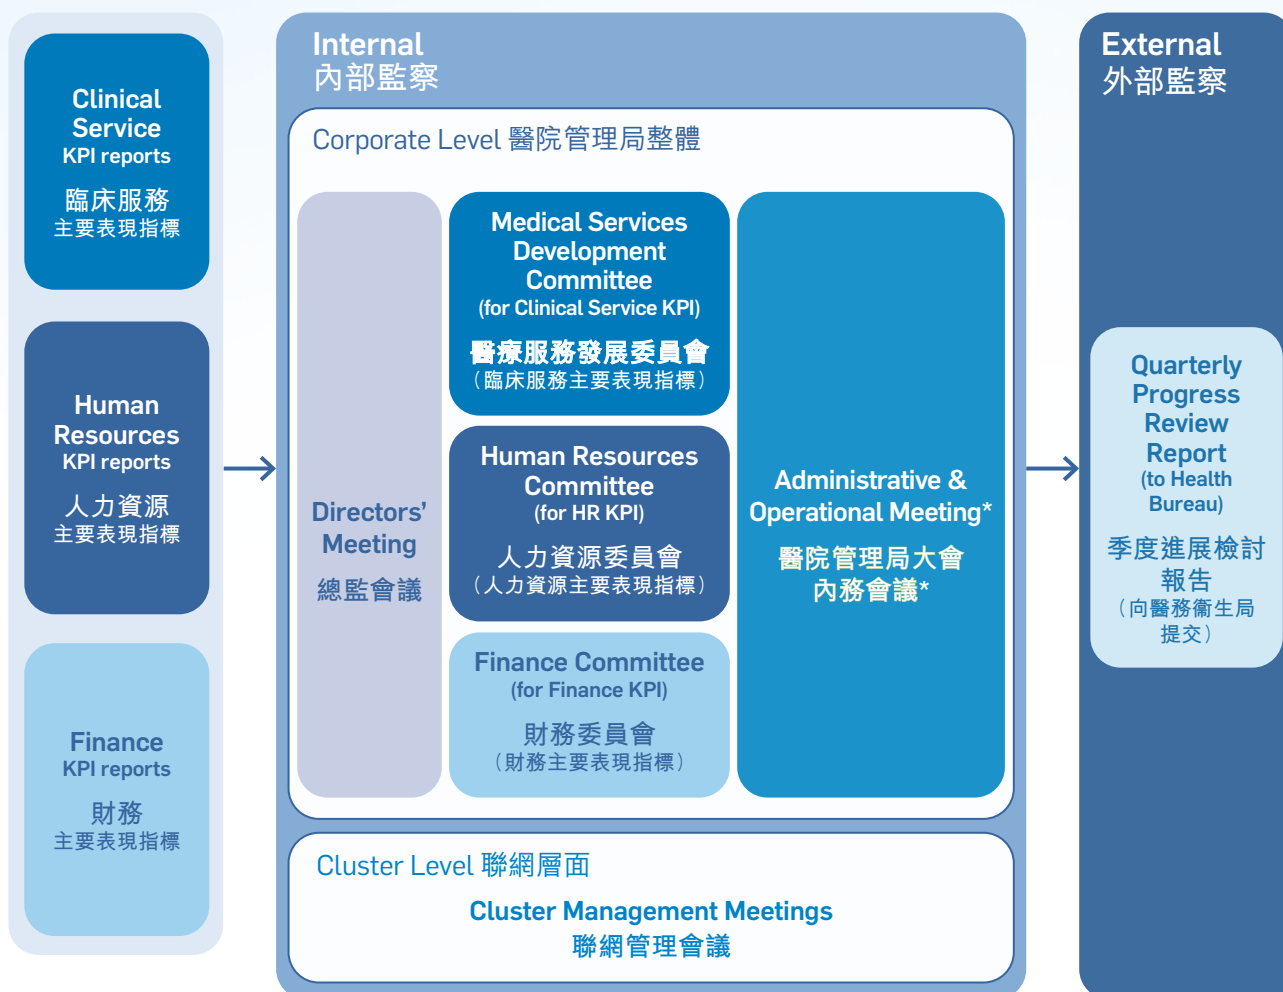 Clinical
Service
KPI reports
臨床服務
主要表現指標
Human
Resources
KPI reports
人力資源
主要表現指標
Finance
KPI reports
財務
主要表現指標
Internal
內部監察
Corporate Level 醫院管理局整體
Directors’
Meeting
總監會議
Medical Services
Development
Committee
(for Clinical Service KPI)
醫療服務發展委員會
（臨床服務主要表現指標）
Human Resources
Committee
(for HR KPI)
人力資源委員會
（人力資源主要表現指標）
Finance Committee
(for Finance KPI)
財務委員會
（財務主要表現指標）
Administrative &
Operational Meeting*
醫院管理局大會
內務會議*
Cluster Level 聯網層面
Cluster Management Meetings
聯網管理會議
External
外部監察
Quarterly
Progress
Review
Report
(to Health
Bureau)
季度進展檢討
報告
（向醫務衞生局
提交）